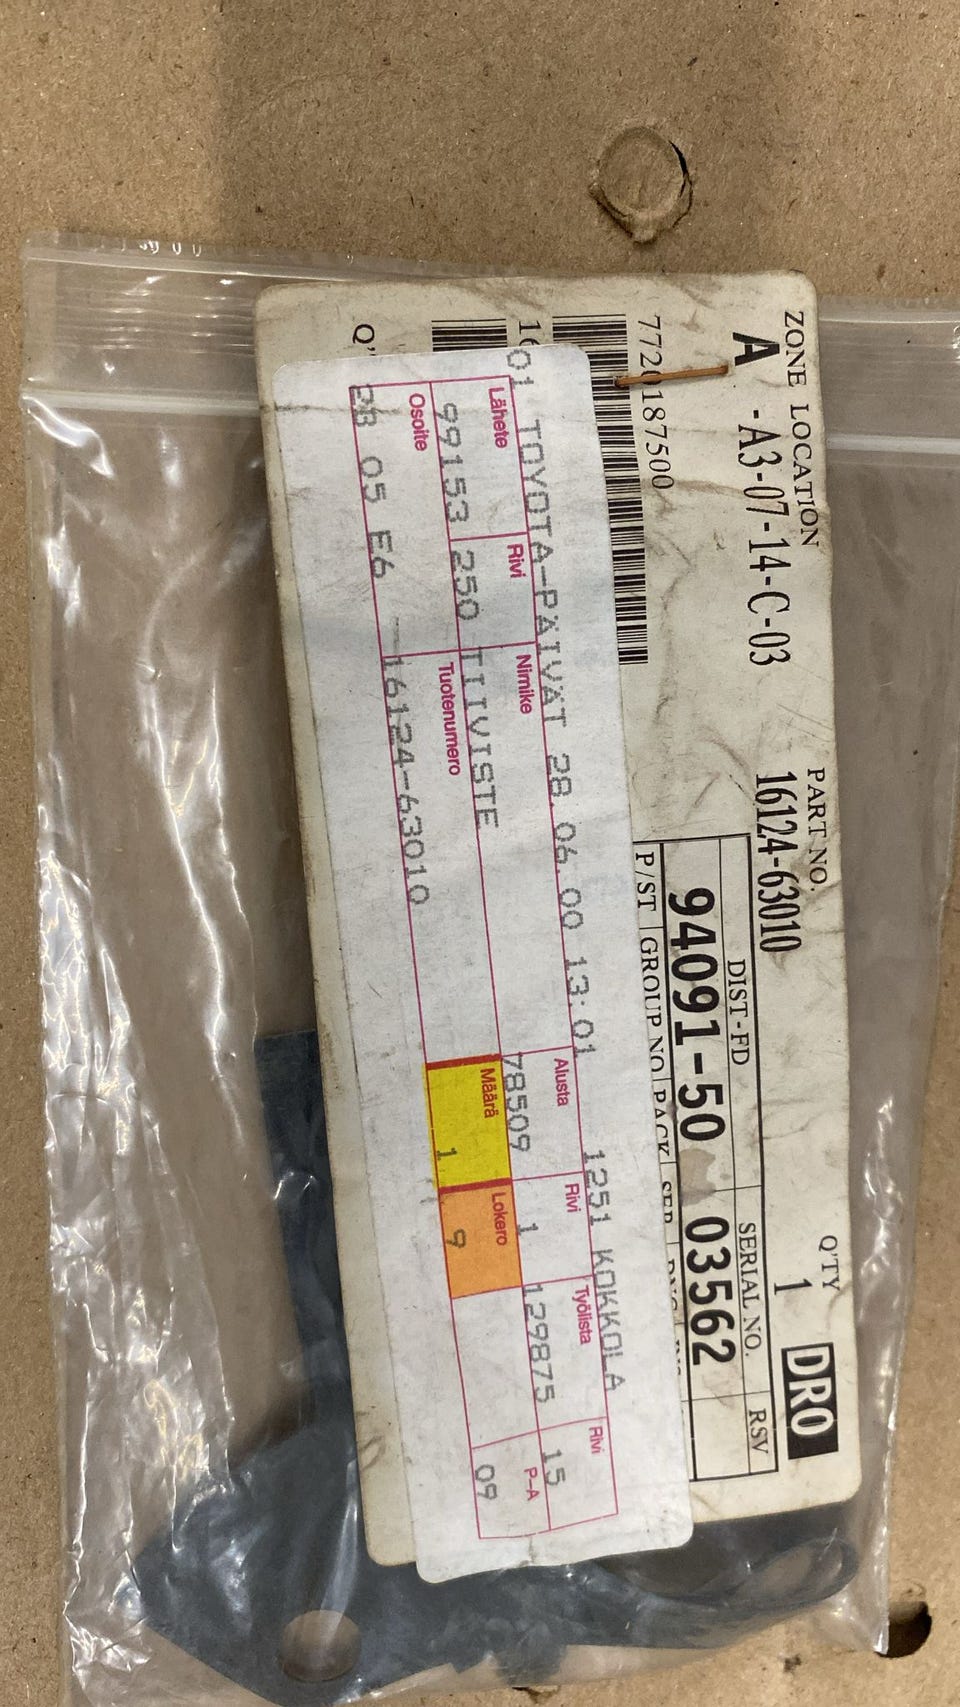 ZONE LOCATION
PART NO.
Q'TY
A -A3-07-14-C-03
16124-63010
1
DRO
DIST-FD
SERIAL NO.
RSV
94091-50
03562
7720187500
P/ST
GROUP NO
PACK
01 TOYOTA-PÄIVÄT 28.06.00 13:01
1251 KOKKOLA
Lähete
Rivi
Nimike
Alusta
Rivi
Työlista
Rivi
99153
250
TIIVISTE
78509
1
129875
15
Osoite
Tuotenumero
Määrä
Lokero
P-A
05 E6
16124-63010
1
9
09